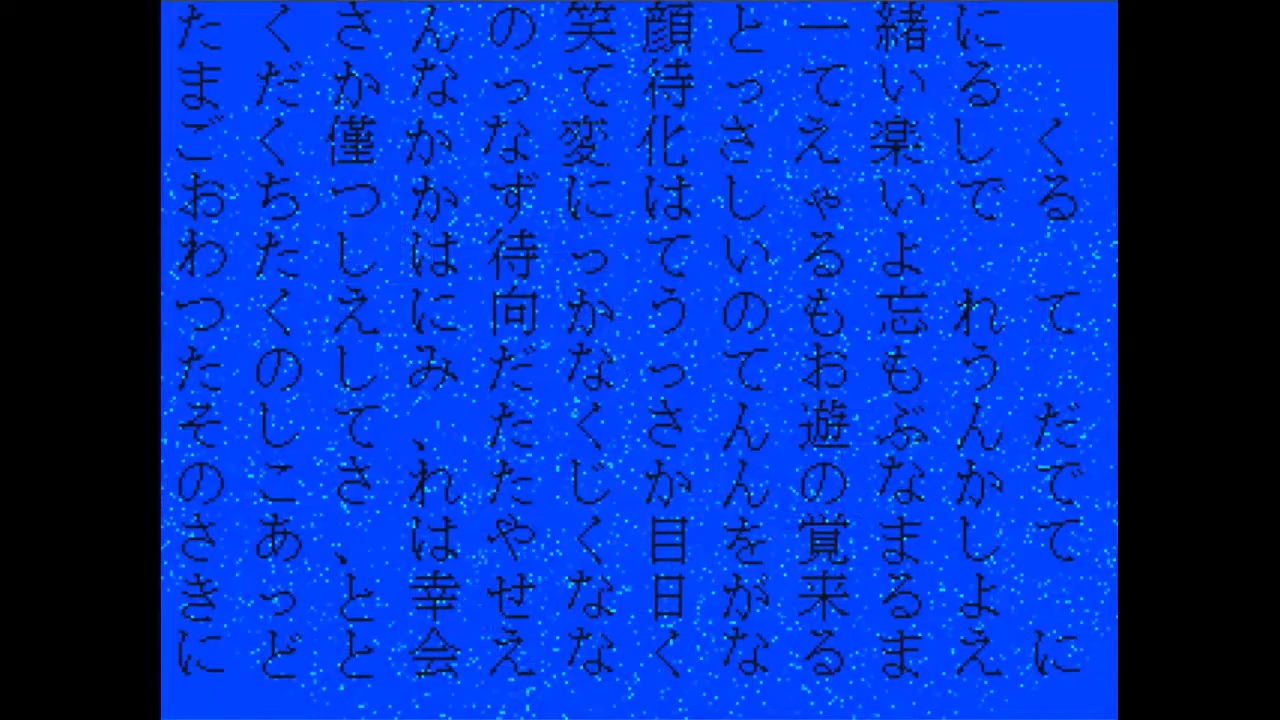 たくさんの笑顔と一緒に
まだかなって待っている
ごく僅かな変化さえ楽しく
おちつかずにはしゃいでる
わたしは待っているよ
つくえに向かうのも忘れて
たのしみだなっておもう
そして、たくさん遊ぶんだ
のこされたじかんのなかで
さあ、はやく目を覚まして
きっと幸せな日が来るよ
にどと会えなくなるまえに